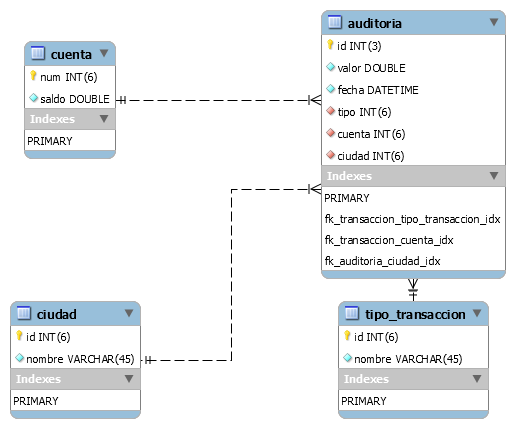 cuenta
num INT(6)
saldo DOUBLE
Indexes
PRIMARY
auditoria
id INT(3)
valor DOUBLE
fecha DATETIME
tipo INT(6)
cuenta INT(6)
ciudad INT(6)
Indexes
PRIMARY
fk_transaccion_tipo_transaccion_idx
fk_transaccion_cuenta_idx
fk_auditoria_ciudad_idx
ciudad
id INT(6)
nombre VARCHAR(45)
Indexes
PRIMARY
tipo_transaccion
id INT(6)
nombre VARCHAR(45)
Indexes
PRIMARY